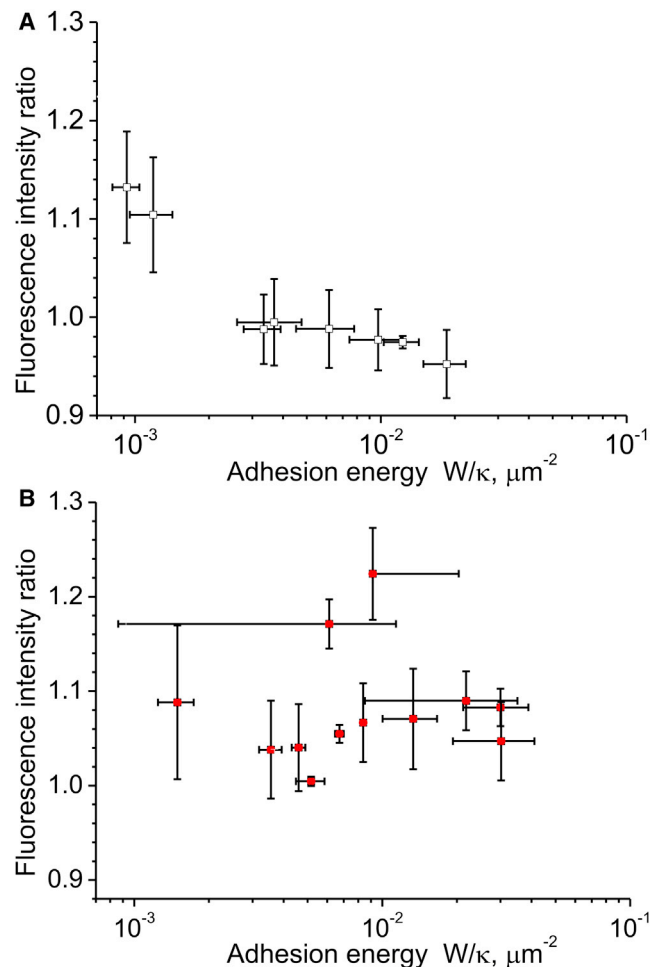 A
Fluorescence intensity ratio
1.3
1.2
1.1
1.0
0.9
10⁻³
10⁻²
10⁻¹
Adhesion energy W/κ, μm⁻²
B
Fluorescence intensity ratio
1.3
1.2
1.1
1.0
0.9
10⁻³
10⁻²
10⁻¹
Adhesion energy W/κ, μm⁻²